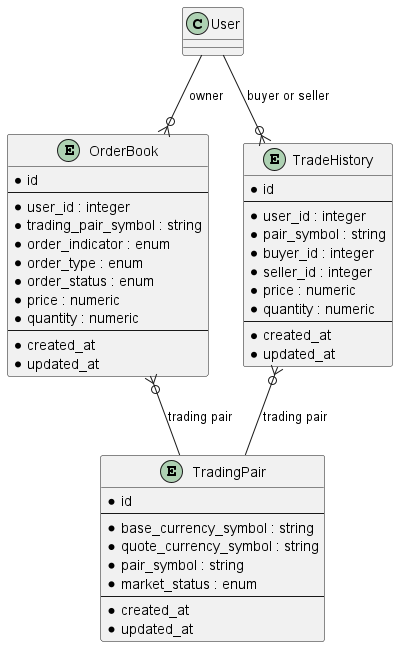 C User
owner
buyer or seller
E OrderBook
id
user_id : integer
trading_pair_symbol : string
order_indicator : enum
order_type : enum
order_status : enum
price : numeric
quantity : numeric
created_at
updated_at
E TradeHistory
id
user_id : integer
pair_symbol : string
buyer_id : integer
seller_id : integer
price : numeric
quantity : numeric
created_at
updated_at
trading pair
trading pair
E TradingPair
id
base_currency_symbol : string
quote_currency_symbol : string
pair_symbol : string
market_status : enum
created_at
updated_at